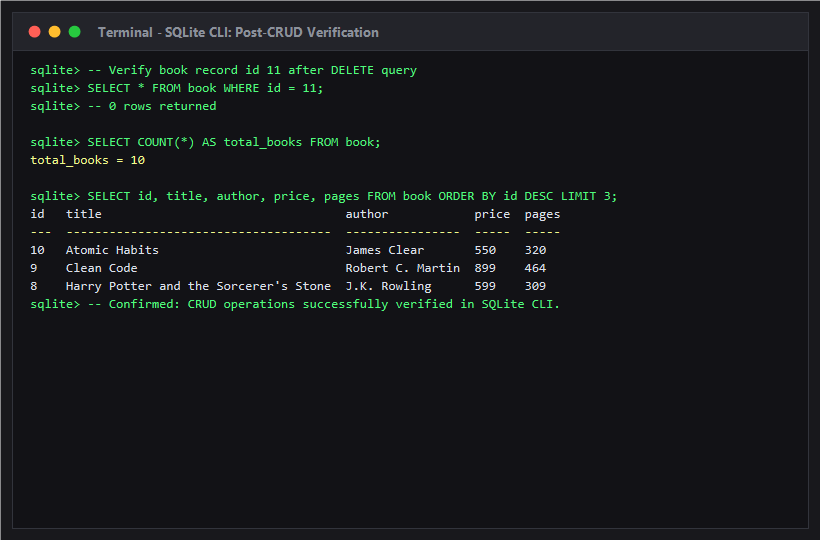 Terminal - SQLite CLI: Post-CRUD Verification
sqlite> -- Verify book record id 11 after DELETE query
sqlite> SELECT * FROM book WHERE id = 11;
sqlite> -- 0 rows returned
sqlite> SELECT COUNT(*) AS total_books FROM book;
total_books = 10
sqlite> SELECT id, title, author, price, pages FROM book ORDER BY id DESC LIMIT 3;
id   title                                  author            price  pages
---  -------------------------------------  ----------------  -----  -----
10   Atomic Habits                          James Clear       550    320
9    Clean Code                             Robert C. Martin  899    464
8    Harry Potter and the Sorcerer's Stone  J.K. Rowling      599    309
sqlite> -- Confirmed: CRUD operations successfully verified in SQLite CLI.